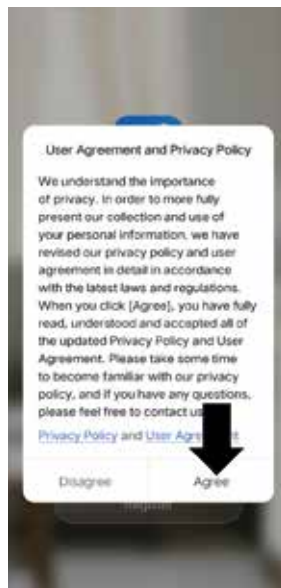 User Agreement and Privacy Policy
We understand the importance
of privacy. In order to more fully
present our collection and use of
your personal information, we have
revised our privacy policy and user
agreement in detail in accordance
with the latest laws and regulations.
When you click [Agree], you have fully
read, understood and accepted all of
the updated Privacy Policy and User
Agreement. Please take some time
to become familiar with our privacy
policy, and if you have any questions,
please feel free to contact us
Privacy Policy and User
Disagree Agree
Register